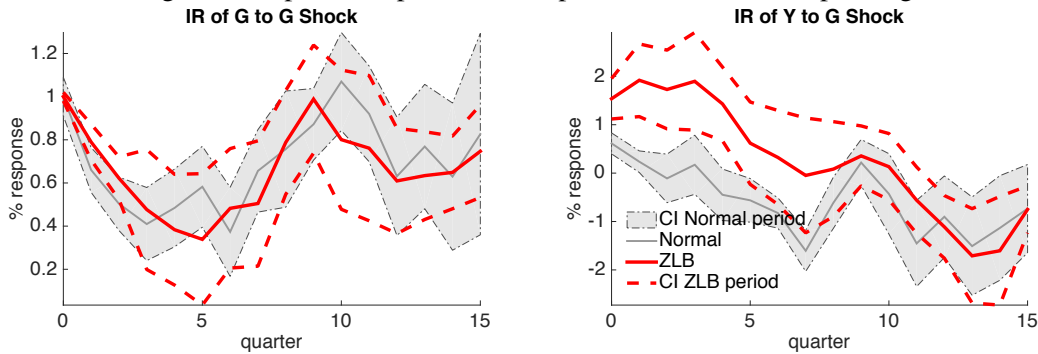 IR of G to G Shock
1.2
1
0.8
0.6
0.4
0.2
% response
0
5
10
15
quarter
IR of Y to G Shock
2
1
0
-1
-2
% response
CI Normal period
Normal
ZLB
CI ZLB period
0
5
10
15
quarter